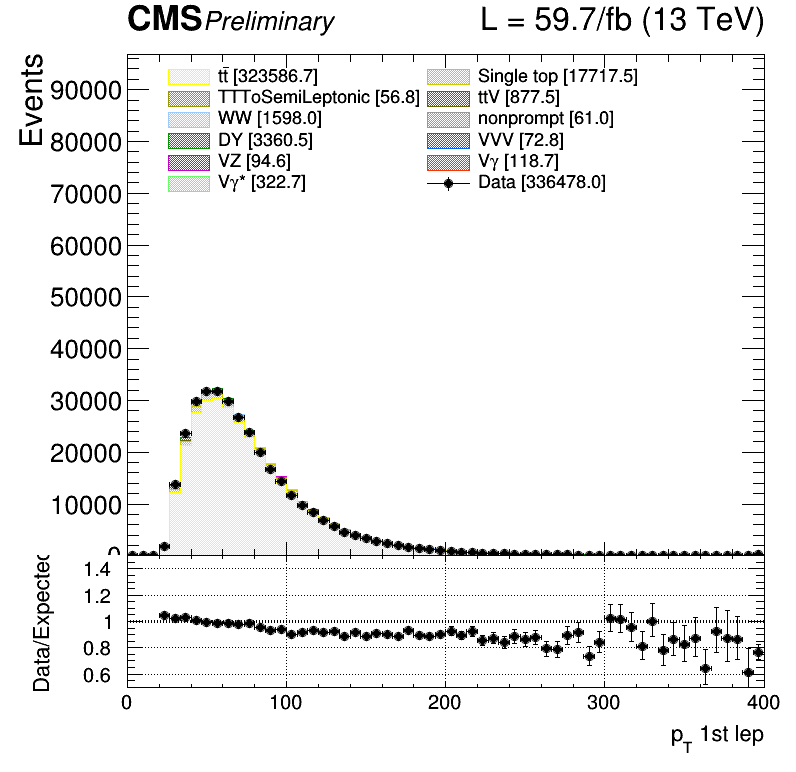 CMS Preliminary L = 59.7/fb (13 TeV)
Events
90000
80000
70000
60000
50000
40000
30000
20000
10000
0
tt̄ [323586.7]
TTToSemiLeptonic [56.8]
WW [1598.0]
DY [3360.5]
VZ [94.6]
Vγ* [322.7]
Single top [17717.5]
ttV [877.5]
nonprompt [61.0]
VVV [72.8]
Vγ [118.7]
Data [336478.0]
Data/Expected
1.4
1.2
1
0.8
0.6
0 100 200 300 400
p_T 1st lep